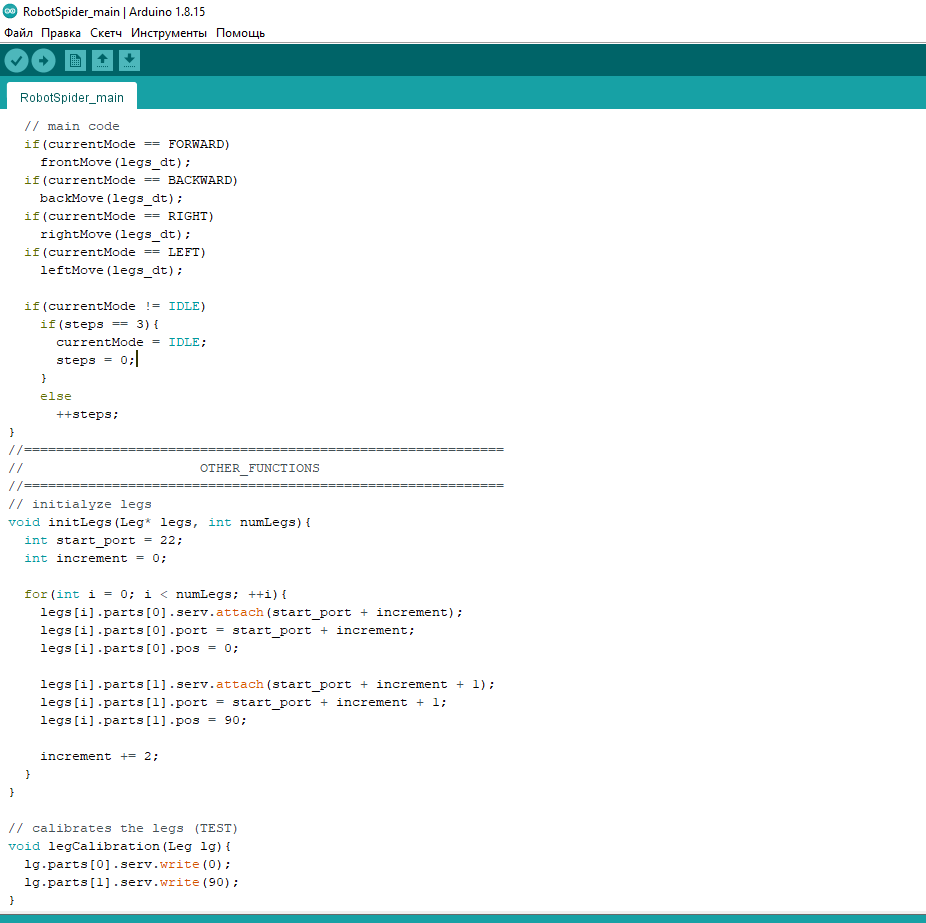 RobotSpider_main | Arduino 1.8.15
Файл Правка Скетч Инструменты Помощь
RobotSpider_main
// main code
if(currentMode == FORWARD)
frontMove(legs_dt);
if(currentMode == BACKWARD)
backMove(legs_dt);
if(currentMode == RIGHT)
rightMove(legs_dt);
if(currentMode == LEFT)
leftMove(legs_dt);
if(currentMode != IDLE)
if(steps == 3){
currentMode = IDLE;
steps = 0;
}
else
++steps;
}
//============================================================
// OTHER_FUNCTIONS
//============================================================
// initialyze legs
void initLegs(Leg* legs, int numLegs){
int start_port = 22;
int increment = 0;
for(int i = 0; i < numLegs; ++i){
legs[i].parts[0].serv.attach(start_port + increment);
legs[i].parts[0].port = start_port + increment;
legs[i].parts[0].pos = 0;
legs[i].parts[1].serv.attach(start_port + increment + 1);
legs[i].parts[1].port = start_port + increment + 1;
legs[i].parts[1].pos = 90;
increment += 2;
}
}
// calibrates the legs (TEST)
void legCalibration(Leg lg){
lg.parts[0].serv.write(0);
lg.parts[1].serv.write(90);
}